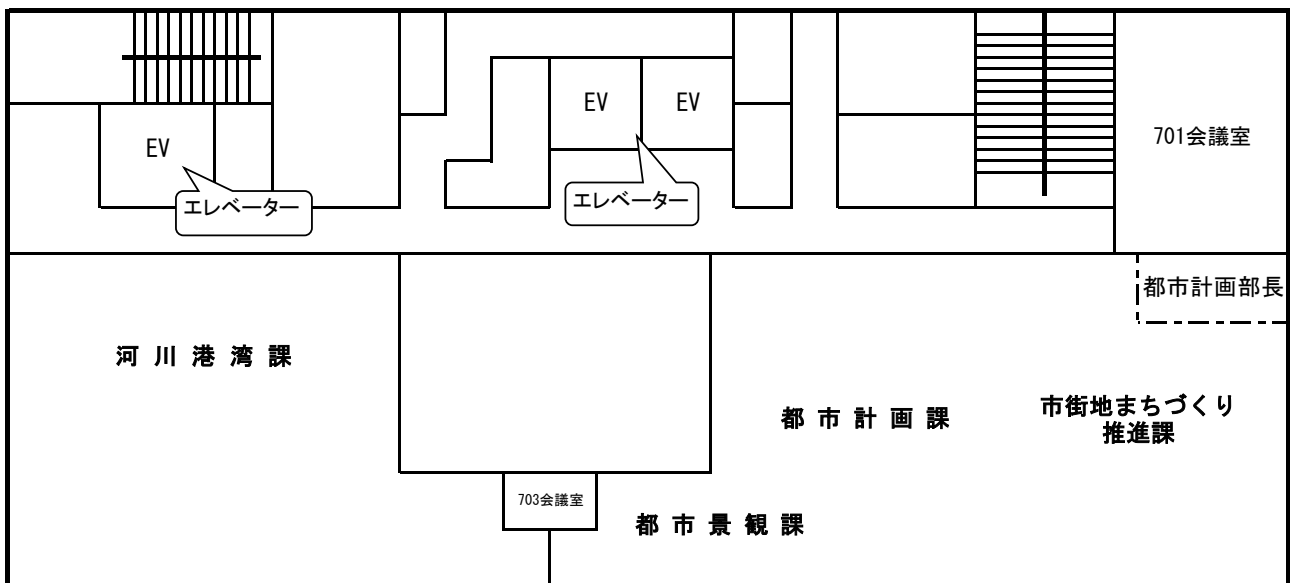 EV
EV
EV
701会議室
エレベーター
エレベーター
都市計画部長
河川港湾課
都市計画課
市街地まちづくり
推進課
703会議室
都市景観課